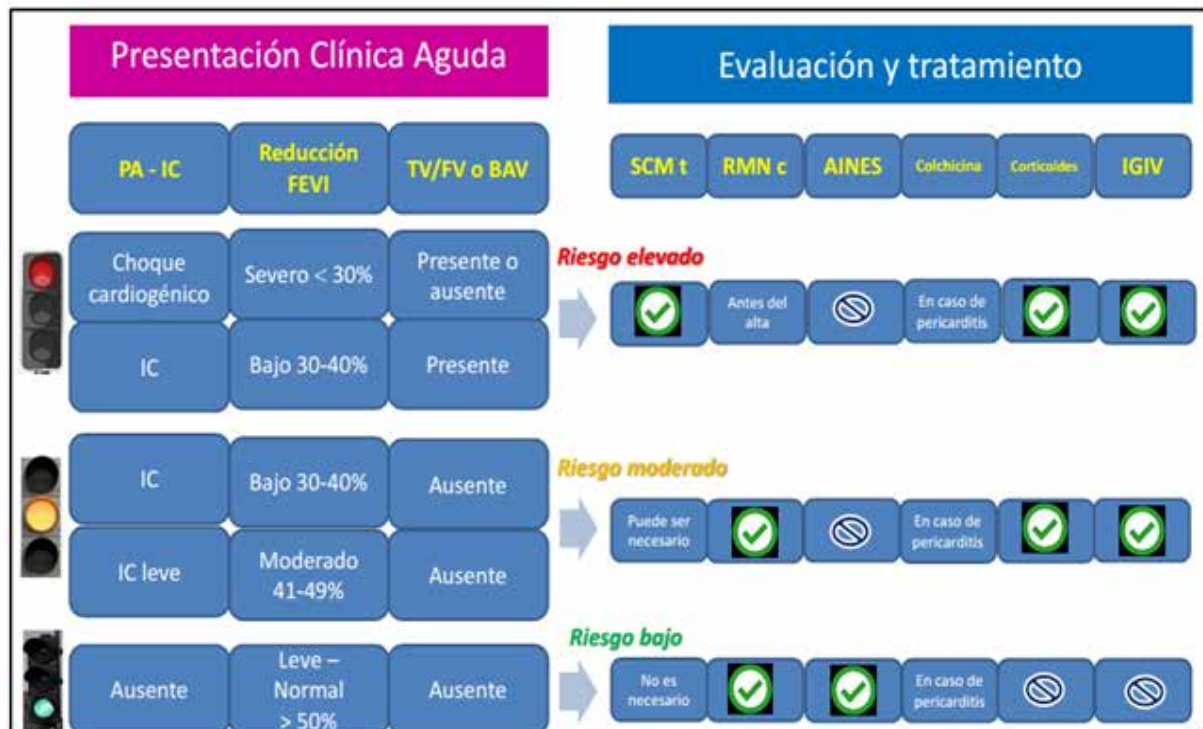 Presentación Clínica Aguda
Evaluación y tratamiento
PA - IC
Reducción
FEVI
TV/FV o BAV
SCM t
RMN c
AINES
Colchicina
Corticoides
IGIV
Choque
cardiogénico
Severo < 30%
Presente o
ausente
Riesgo elevado
Antes del
alta
En caso de
pericarditis
IC
Bajo 30-40%
Presente
IC
Bajo 30-40%
Ausente
Riesgo moderado
Puede ser
necesario
En caso de
pericarditis
IC leve
Moderado
41-49%
Ausente
Riesgo bajo
Ausente
Leve –
Normal
> 50%
Ausente
No es
necesario
En caso de
pericarditis